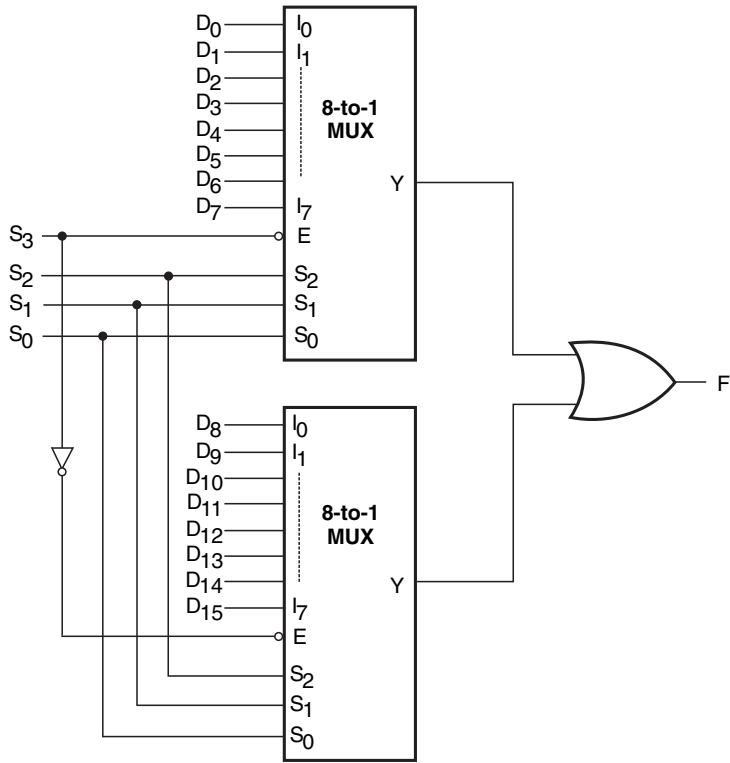 D0 I0
D1 I1
D2
D3 8-to-1
D4 MUX
D5
D6 Y
D7 I7
S3 E
S2 S2
S1 S1
S0 S0
F
D8 I0
D9 I1
D10
D11 8-to-1
D12 MUX
D13
D14 Y
D15 I7
E
S2
S1
S0